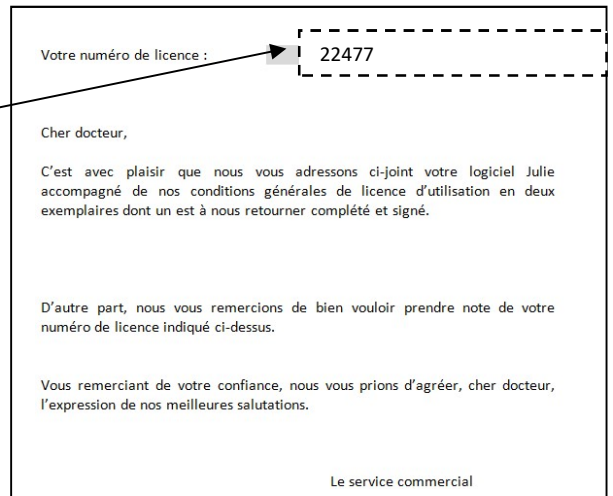 Votre numéro de licence :
22477
Cher docteur,
C'est avec plaisir que nous vous adressons ci-joint votre logiciel Julie
accompagné de nos conditions générales de licence d'utilisation en deux
exemplaires dont un est à nous retourner complété et signé.
D'autre part, nous vous remercions de bien vouloir prendre note de votre
numéro de licence indiqué ci-dessus.
Vous remerciant de votre confiance, nous vous prions d'agréer, cher docteur,
l'expression de nos meilleures salutations.
Le service commercial